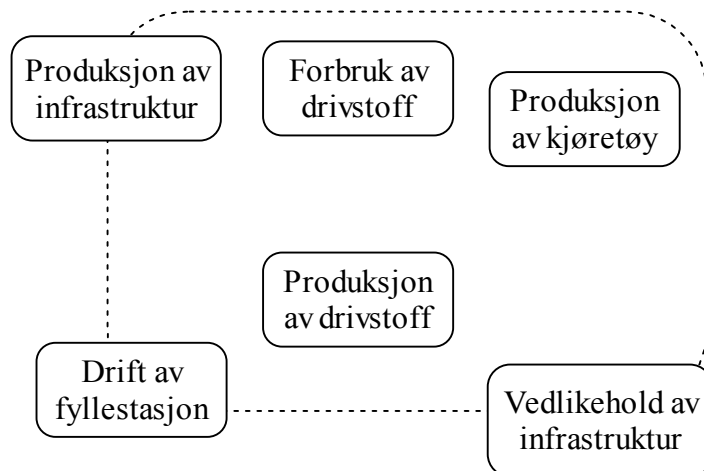 Produksjon av
infrastruktur
Forbruk av
drivstoff
Produksjon
av kjøretøy
Produksjon
av drivstoff
Drift av
fyllestasjon
Vedlikehold av
infrastruktur